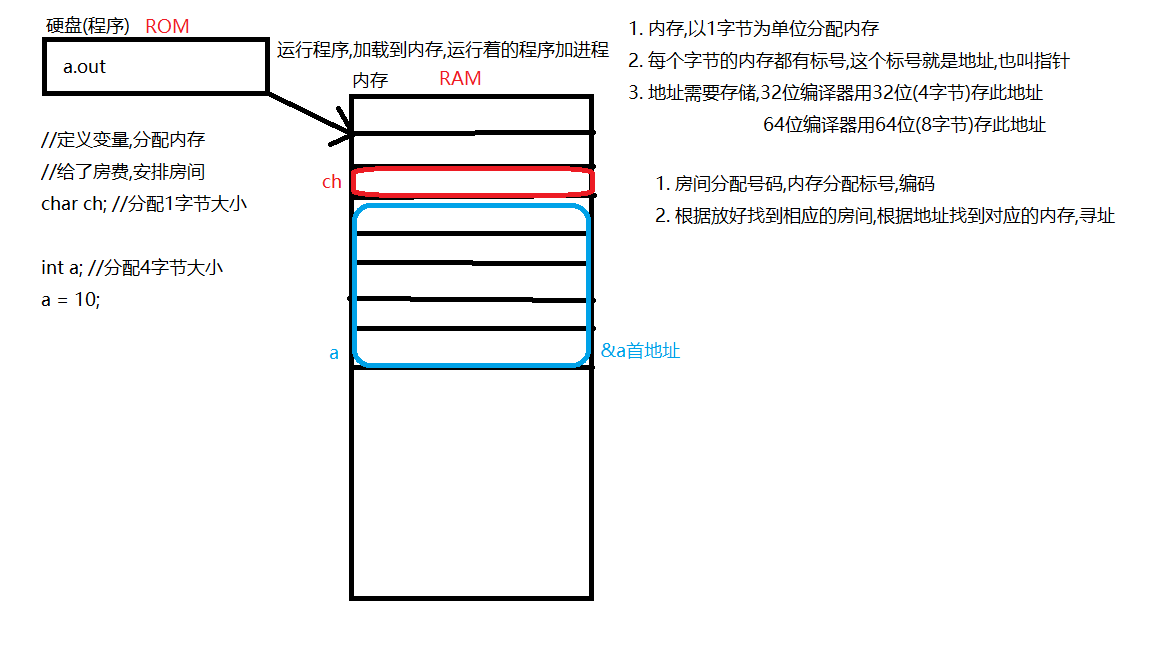 硬盘(程序) ROM
a.out
运行程序,加载到内存,运行着的程序加进程
内存 RAM
//定义变量,分配内存
//给了房费,安排房间
char ch; //分配1字节大小
int a; //分配4字节大小
a = 10;
ch
a
&a首地址
1. 内存,以1字节为单位分配内存
2. 每个字节的内存都有标号,这个标号就是地址,也叫指针
3. 地址需要存储,32位编译器用32位(4字节)存此地址
64位编译器用64位(8字节)存此地址
1. 房间分配号码,内存分配标号,编码
2. 根据放好找到相应的房间,根据地址找到对应的内存,寻址